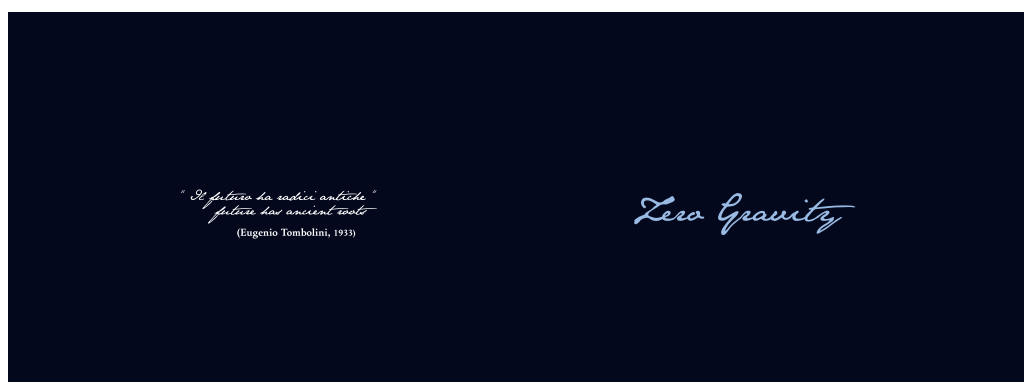 " Il futuro ha radici antiche "
future has ancient roots
(Eugenio Tombolini, 1933)
Zero Gravity